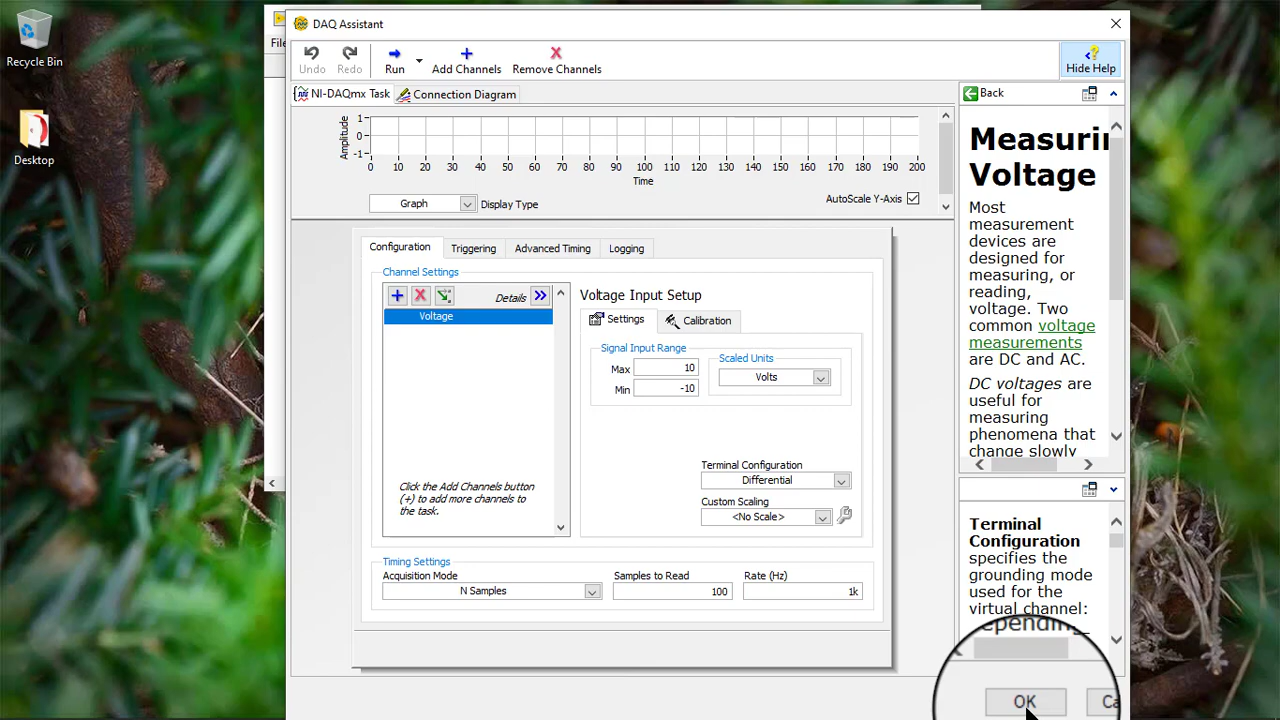 Recycle Bin
Desktop
DAQ Assistant
Undo
Redo
Run
Add Channels
Remove Channels
Hide Help
NI-DAQmx Task
Connection Diagram
Back
Amplitude
1
0
-1
0 10 20 30 40 50 60 70 80 90 100 110 120 130 140 150 160 170 180 190 200
Time
Graph
Display Type
AutoScale Y-Axis
Configuration
Triggering
Advanced Timing
Logging
Channel Settings
Details
Voltage
Click the Add Channels button
(+) to add more channels to
the task.
Voltage Input Setup
Settings
Calibration
Signal Input Range
Max 10
Min -10
Scaled Units
Volts
Terminal Configuration
Differential
Custom Scaling
<No Scale>
Timing Settings
Acquisition Mode
N Samples
Samples to Read
100
Rate (Hz)
1k
Measurin
Voltage
Most
measurement
devices are
designed for
measuring, or
reading,
voltage. Two
common voltage
measurements
are DC and AC.
DC voltages are
useful for
measuring
phenomena that
change slowly
Terminal
Configuration
specifies the
grounding mode
used for the
virtual channel:
OK